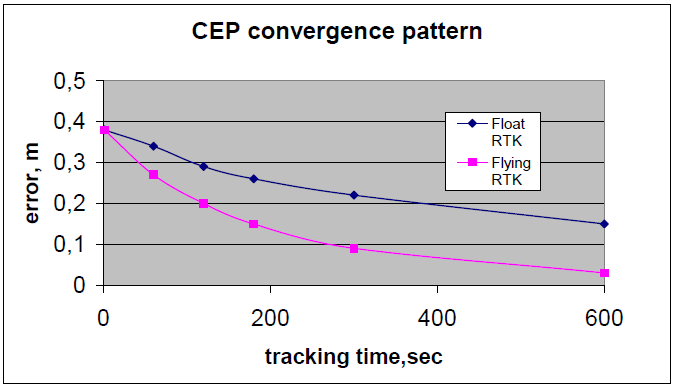 CEP convergence pattern
0,5
0,4
0,3
0,2
0,1
0
error, m
Float
RTK
Flying
RTK
0 200 400 600
tracking time,sec